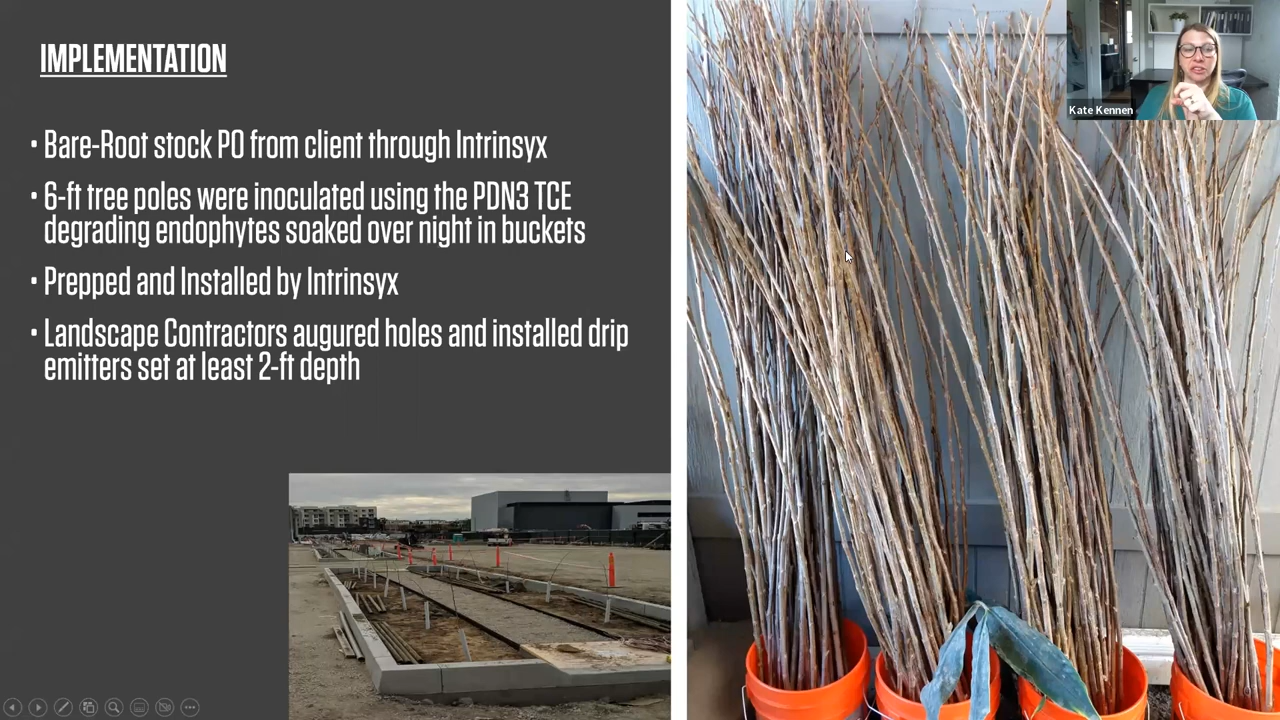 IMPLEMENTATION
• Bare-Root stock PO from client through Intrinsyx
• 6-ft tree poles were inoculated using the PDN3 TCE
degrading endophytes soaked over night in buckets
• Prepped and Installed by Intrinsyx
• Landscape Contractors augured holes and installed drip
emitters set at least 2-ft depth
Kate Kennen